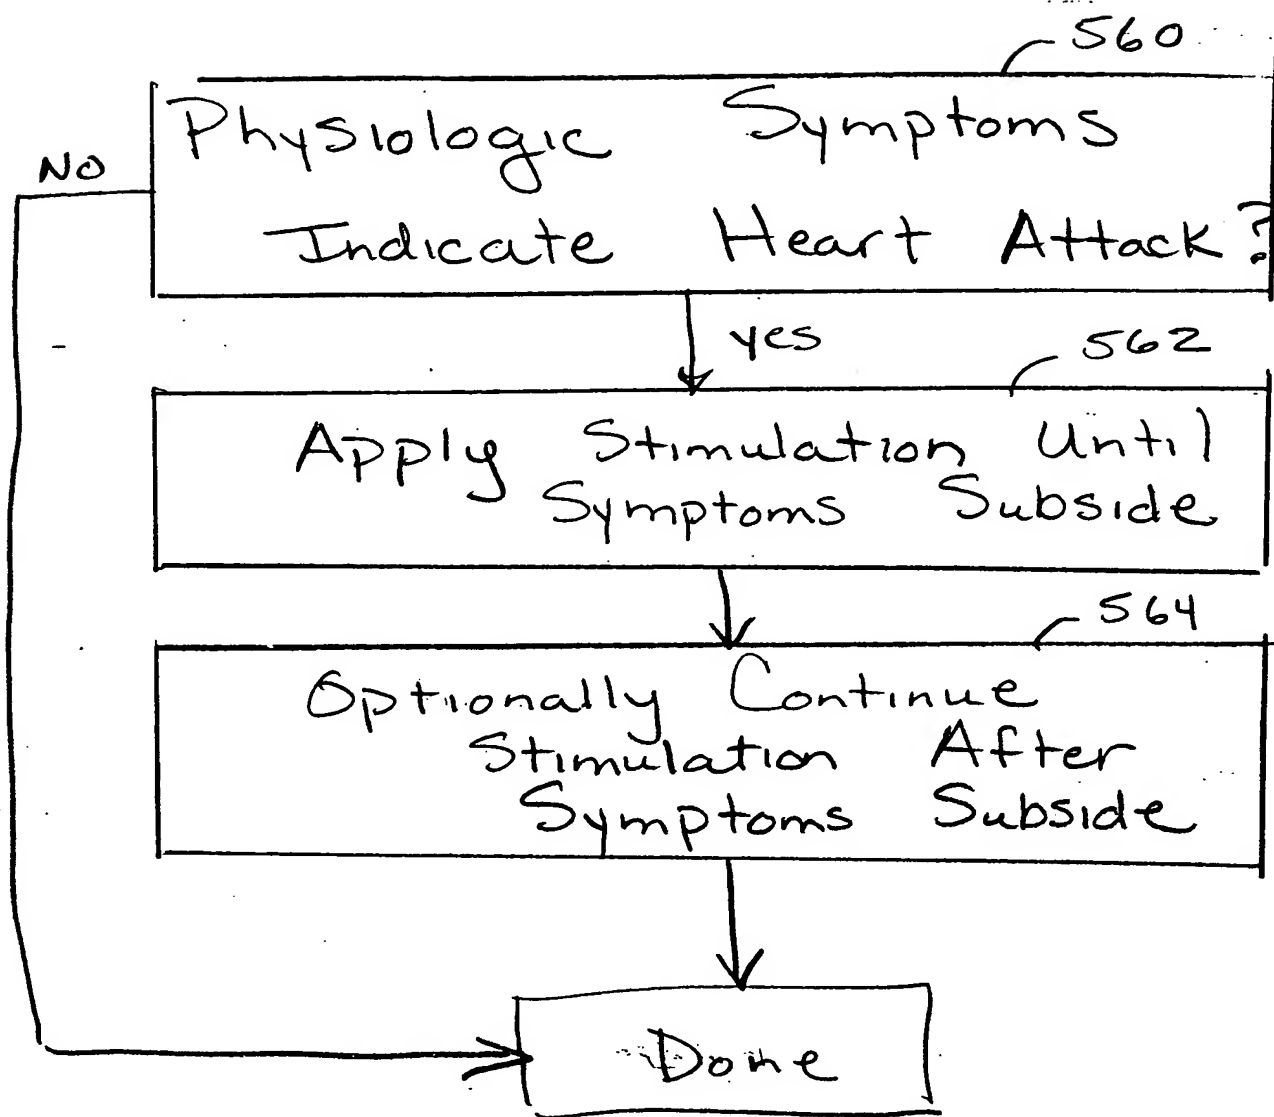 560
Physiologic Symptoms
NO
Indicate Heart Attack?
yes
562
Apply Stimulation Until
Symptoms Subside
564
Optionally Continue
Stimulation After
Symptoms Subside
Done